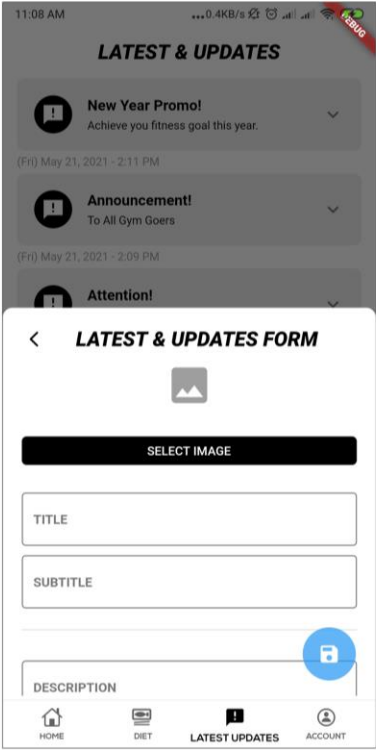 11:08 AM
...0.4KB/s
DEBUG
LATEST & UPDATES
New Year Promo!
Achieve you fitness goal this year.
(Fri) May 21, 2021 - 2:11 PM
Announcement!
To All Gym Goers
(Fri) May 21, 2021 - 2:09 PM
Attention!
LATEST & UPDATES FORM
SELECT IMAGE
TITLE
SUBTITLE
DESCRIPTION
HOME
DIET
LATEST UPDATES
ACCOUNT